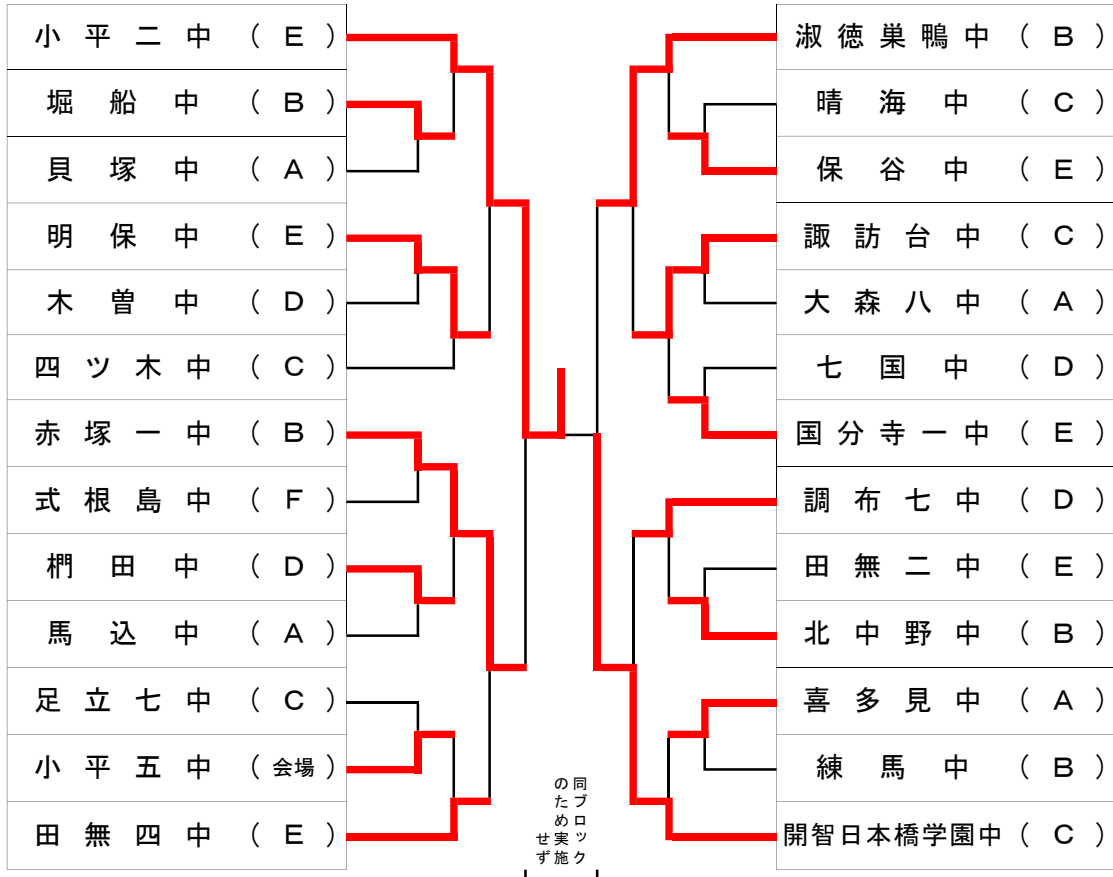 小平二中（E）
堀船中（B）
貝塚中（A）
明保中（E）
木曽中（D）
四ツ木中（C）
赤塚一中（B）
式根島中（F）
椚田中（D）
馬込中（A）
足立七中（C）
小平五中（会場）
田無四中（E）
同ブロック
のため実施
せず
淑徳巣鴨中（B）
晴海中（C）
保谷中（E）
諏訪台中（C）
大森八中（A）
七国中（D）
国分寺一中（E）
調布七中（D）
田無二中（E）
北中野中（B）
喜多見中（A）
練馬中（B）
開智日本橋学園中（C）